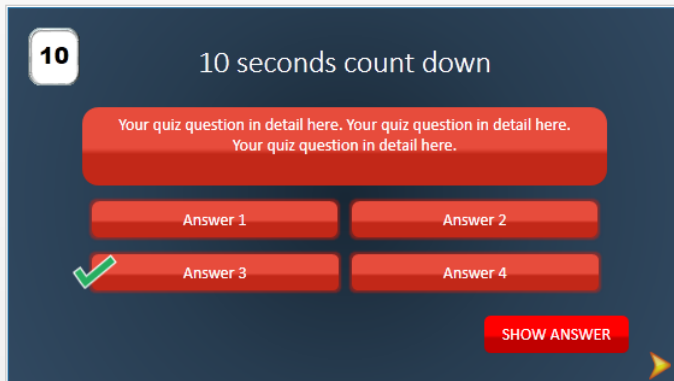 10
10 seconds count down
Your quiz question in detail here. Your quiz question in detail here.
Your quiz question in detail here.
Answer 1
Answer 2
Answer 3
Answer 4
SHOW ANSWER